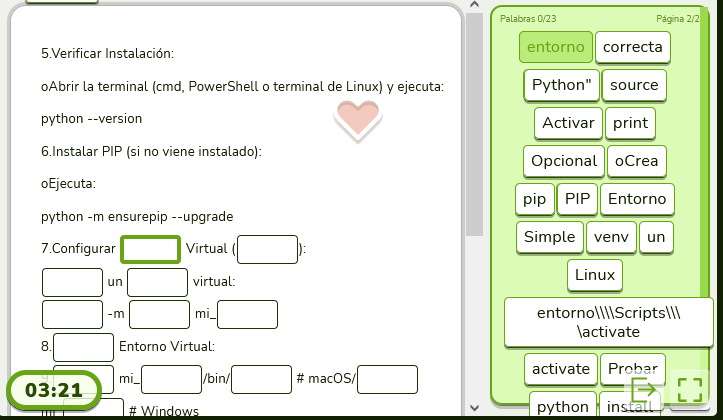 5.Verificar Instalación:
oAbrir la terminal (cmd, PowerShell o terminal de Linux) y ejecuta:
python --version
6.Instalar PIP (si no viene instalado):
oEjecuta:
python -m ensurepip --upgrade
7.Configurar Virtual ( ):
un virtual:
-m mi_
8. Entorno Virtual:
mi_ /bin/ # macOS/
# Windows
03:21
Palabras 0/23 Página 2/2
entorno correcta
Python" source
Activar print
Opcional oCrea
pip PIP Entorno
Simple venv un
Linux
entorno\\\\Scripts\\\
\activate
activate Probar
python install